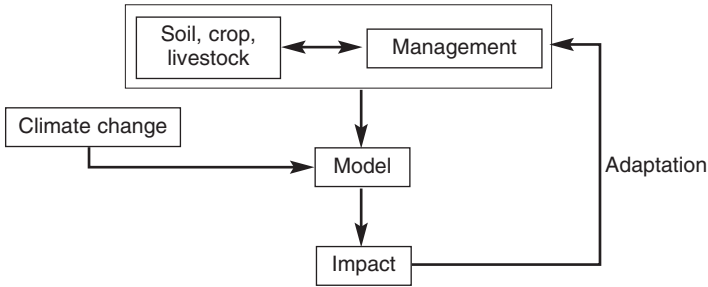 Soil, crop,
livestock
Management
Climate change
Model
Adaptation
Impact